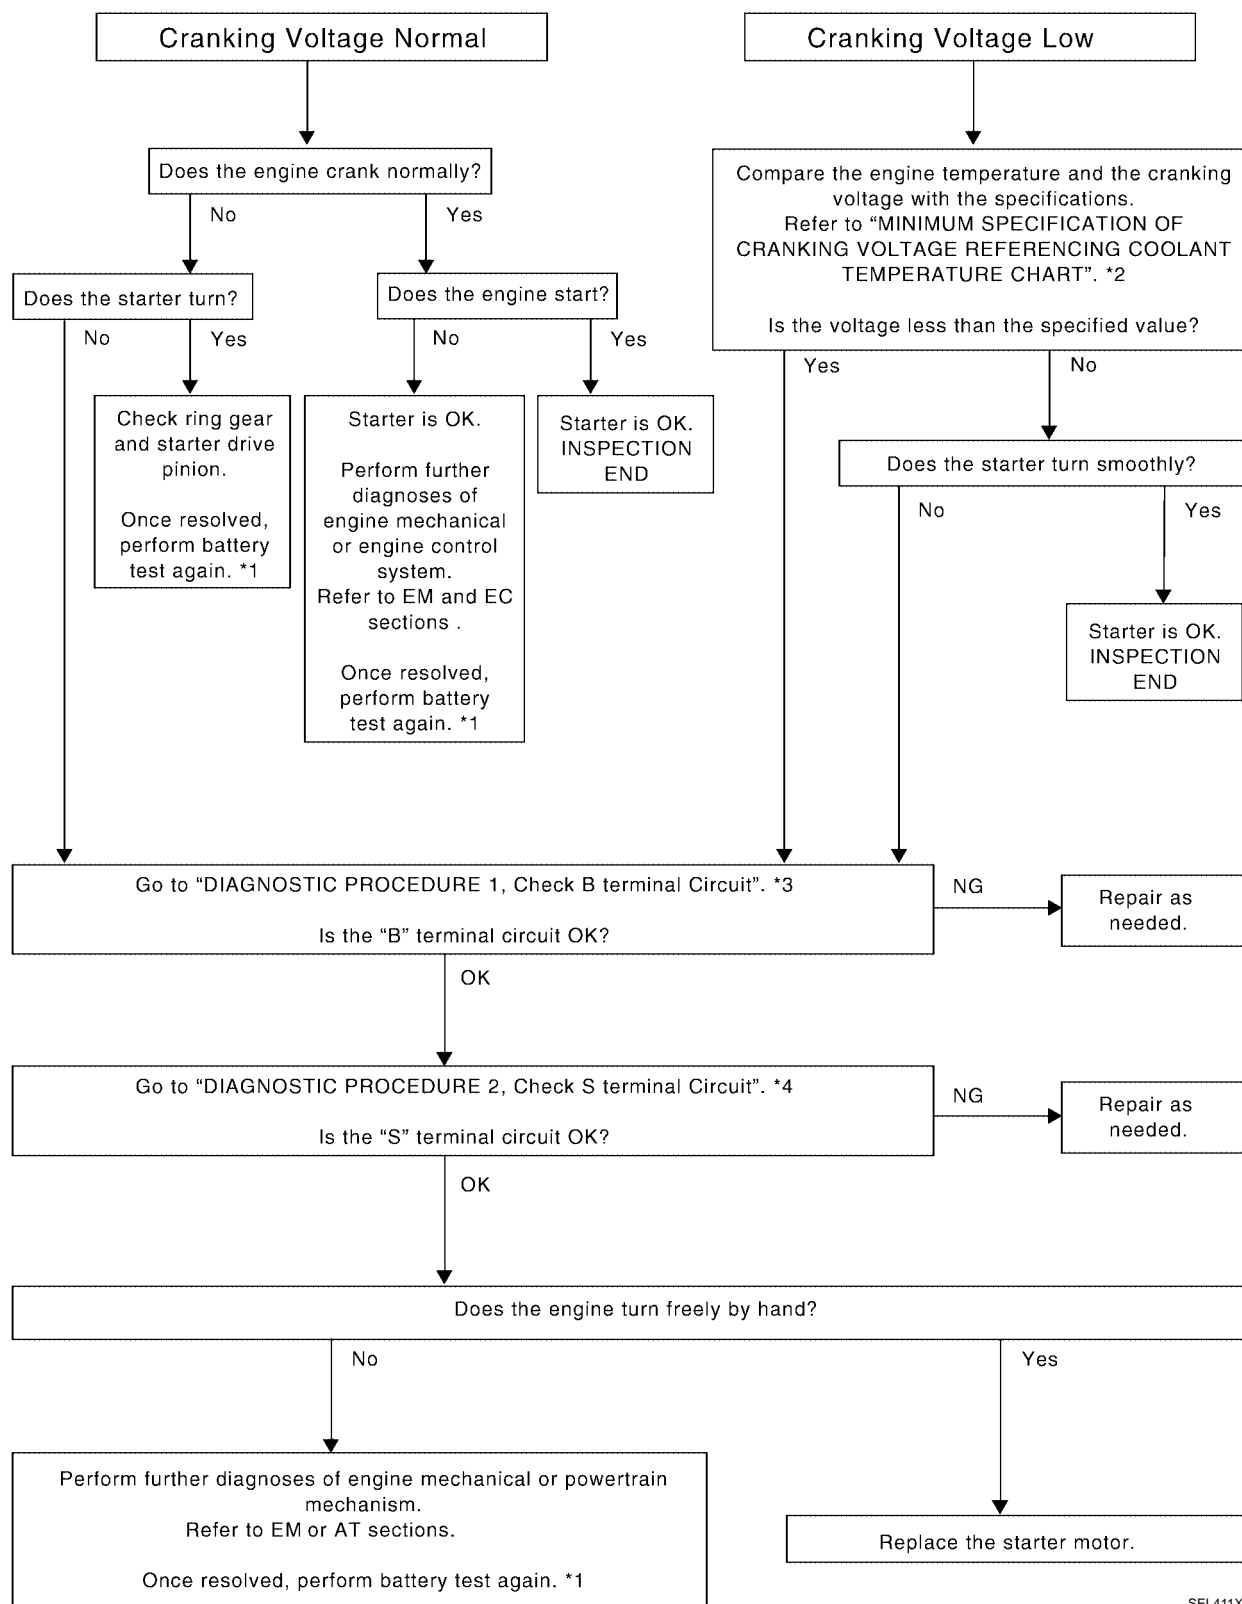 Cranking Voltage Normal
Cranking Voltage Low
Does the engine crank normally?
No
Yes
Does the starter turn?
No
Yes
Check ring gear
and starter drive
pinion.
Once resolved,
perform battery
test again. *1
Does the engine start?
No
Yes
Starter is OK.
Perform further
diagnoses of
engine mechanical
or engine control
system.
Refer to EM and EC
sections .
Once resolved,
perform battery
test again. *1
Starter is OK.
INSPECTION
END
Compare the engine temperature and the cranking
voltage with the specifications.
Refer to “MINIMUM SPECIFICATION OF
CRANKING VOLTAGE REFERENCING COOLANT
TEMPERATURE CHART”. *2
Is the voltage less than the specified value?
Yes
No
Does the starter turn smoothly?
No
Yes
Starter is OK.
INSPECTION
END
Go to “DIAGNOSTIC PROCEDURE 1, Check B terminal Circuit”. *3
Is the “B” terminal circuit OK?
NG
Repair as
needed.
OK
Go to “DIAGNOSTIC PROCEDURE 2, Check S terminal Circuit”. *4
Is the “S” terminal circuit OK?
NG
Repair as
needed.
OK
Does the engine turn freely by hand?
No
Yes
Perform further diagnoses of engine mechanical or powertrain
mechanism.
Refer to EM or AT sections.
Once resolved, perform battery test again. *1
Replace the starter motor.
SEL411X